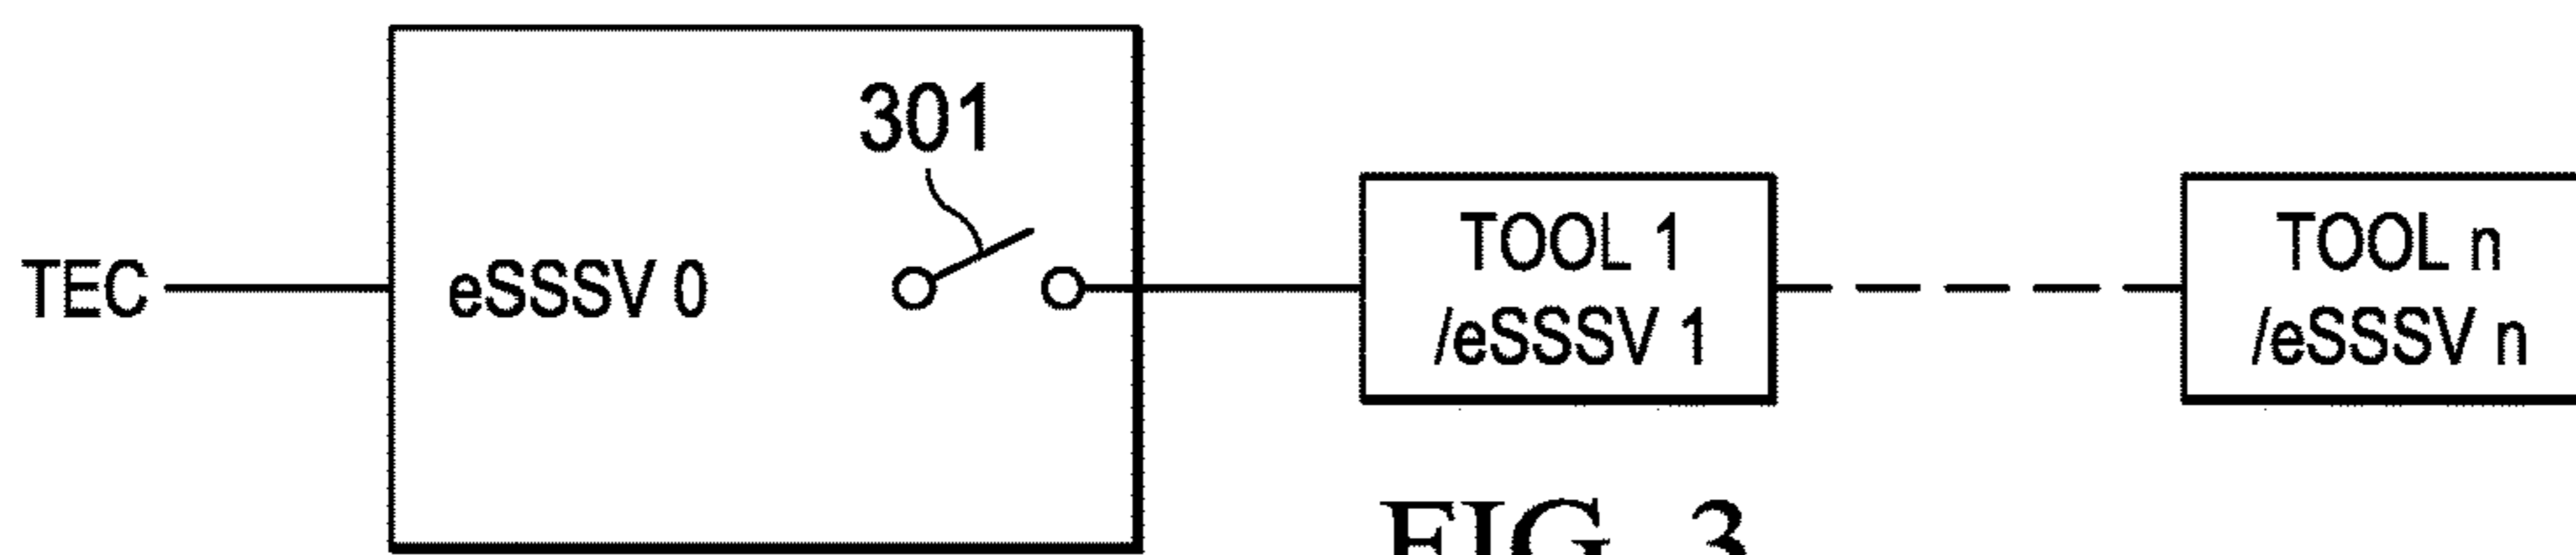 301
TEC
eSSSV 0
TOOL 1
/eSSSV 1
TOOL n
/eSSSV n
FIG. 3